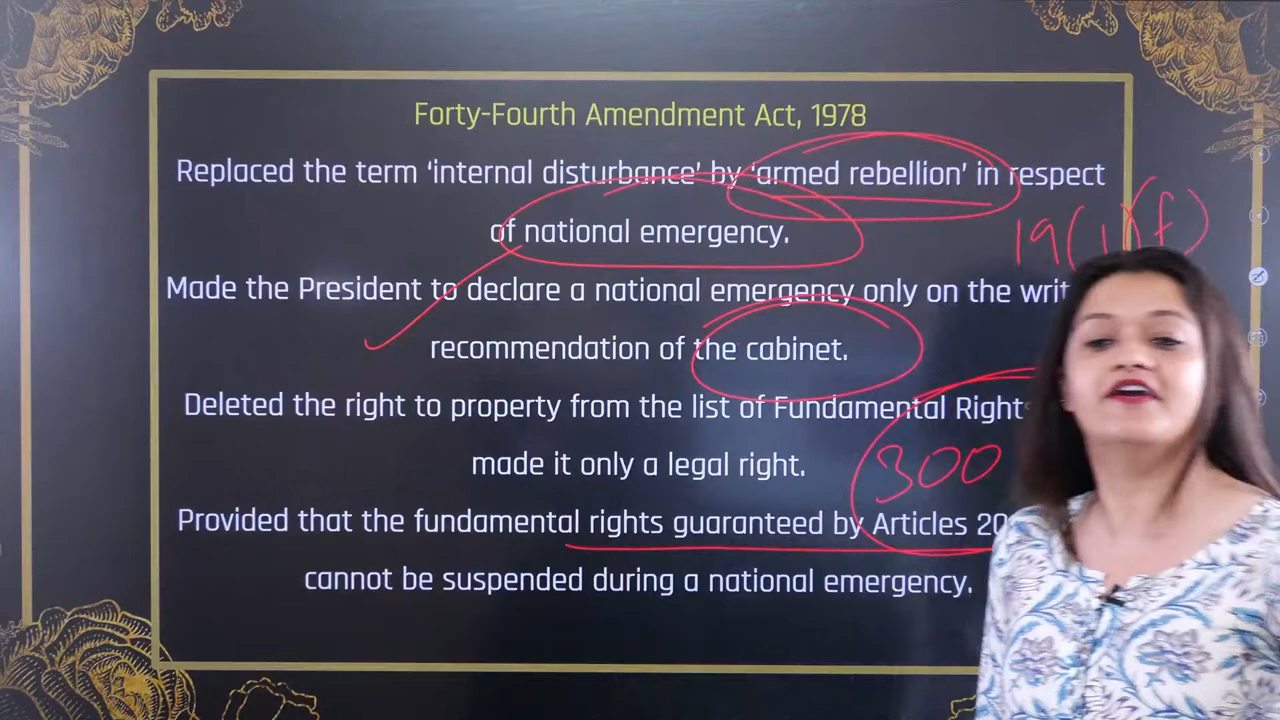 Forty-Fourth Amendment Act, 1978
Replaced the term ‘internal disturbance’ by ‘armed rebellion’ in respect
of national emergency.
19(1)(f)
Made the President to declare a national emergency only on the writ
recommendation of the cabinet.
Deleted the right to property from the list of Fundamental Rights
made it only a legal right.
300
Provided that the fundamental rights guaranteed by Articles 20
cannot be suspended during a national emergency.